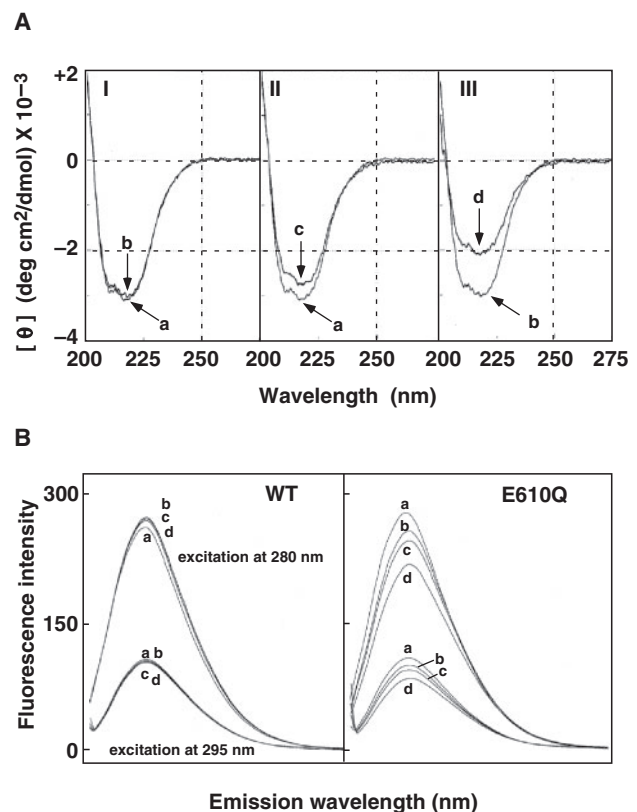 A
[ θ ] (deg cm²/dmol) X 10⁻³
+2
0
−2
−4
I
b
a
II
c
a
III
d
b
200 225 250 200 225 250 200 225 250 275
Wavelength (nm)
B
Fluorescence intensity
300
150
0
WT
b
c
d
a
excitation at 280 nm
a b
c d
excitation at 295 nm
E610Q
a
b
c
d
a
b
c
d
Emission wavelength (nm)